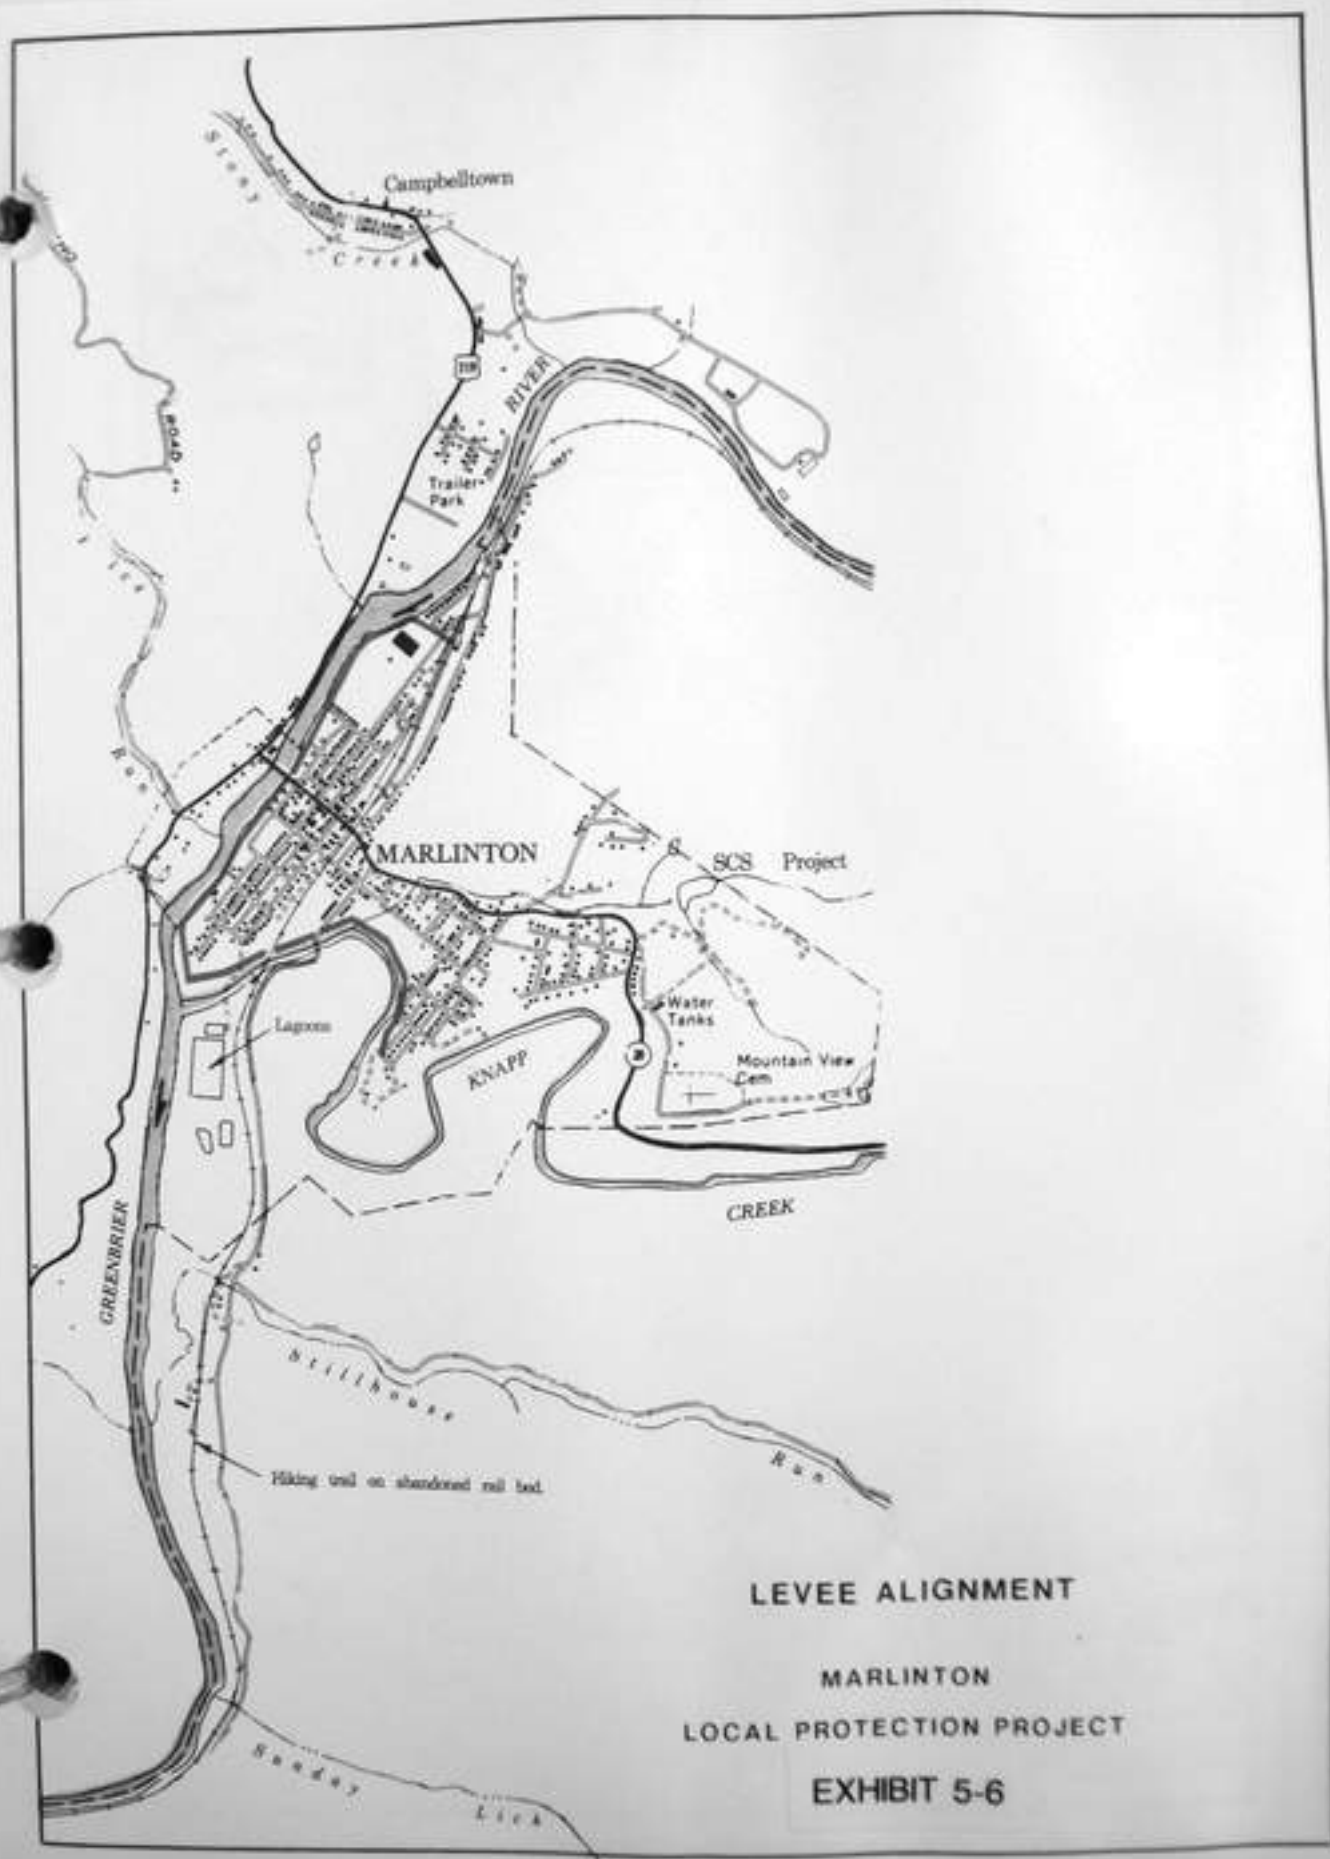 Stony
Campbelltown
Creek
219
RIVER
ROAD
Trailer
Park
Run
MARLINTON
SCS Project
Water
Tanks
Lagoons
KNAPP
Mountain View
Cem
CREEK
GREENBRIER
Stillhouse
Run
Hiking trail on abandoned rail bed.
LEVEE ALIGNMENT
MARLINTON
LOCAL PROTECTION PROJECT
EXHIBIT 5-6
Sunday
Lick